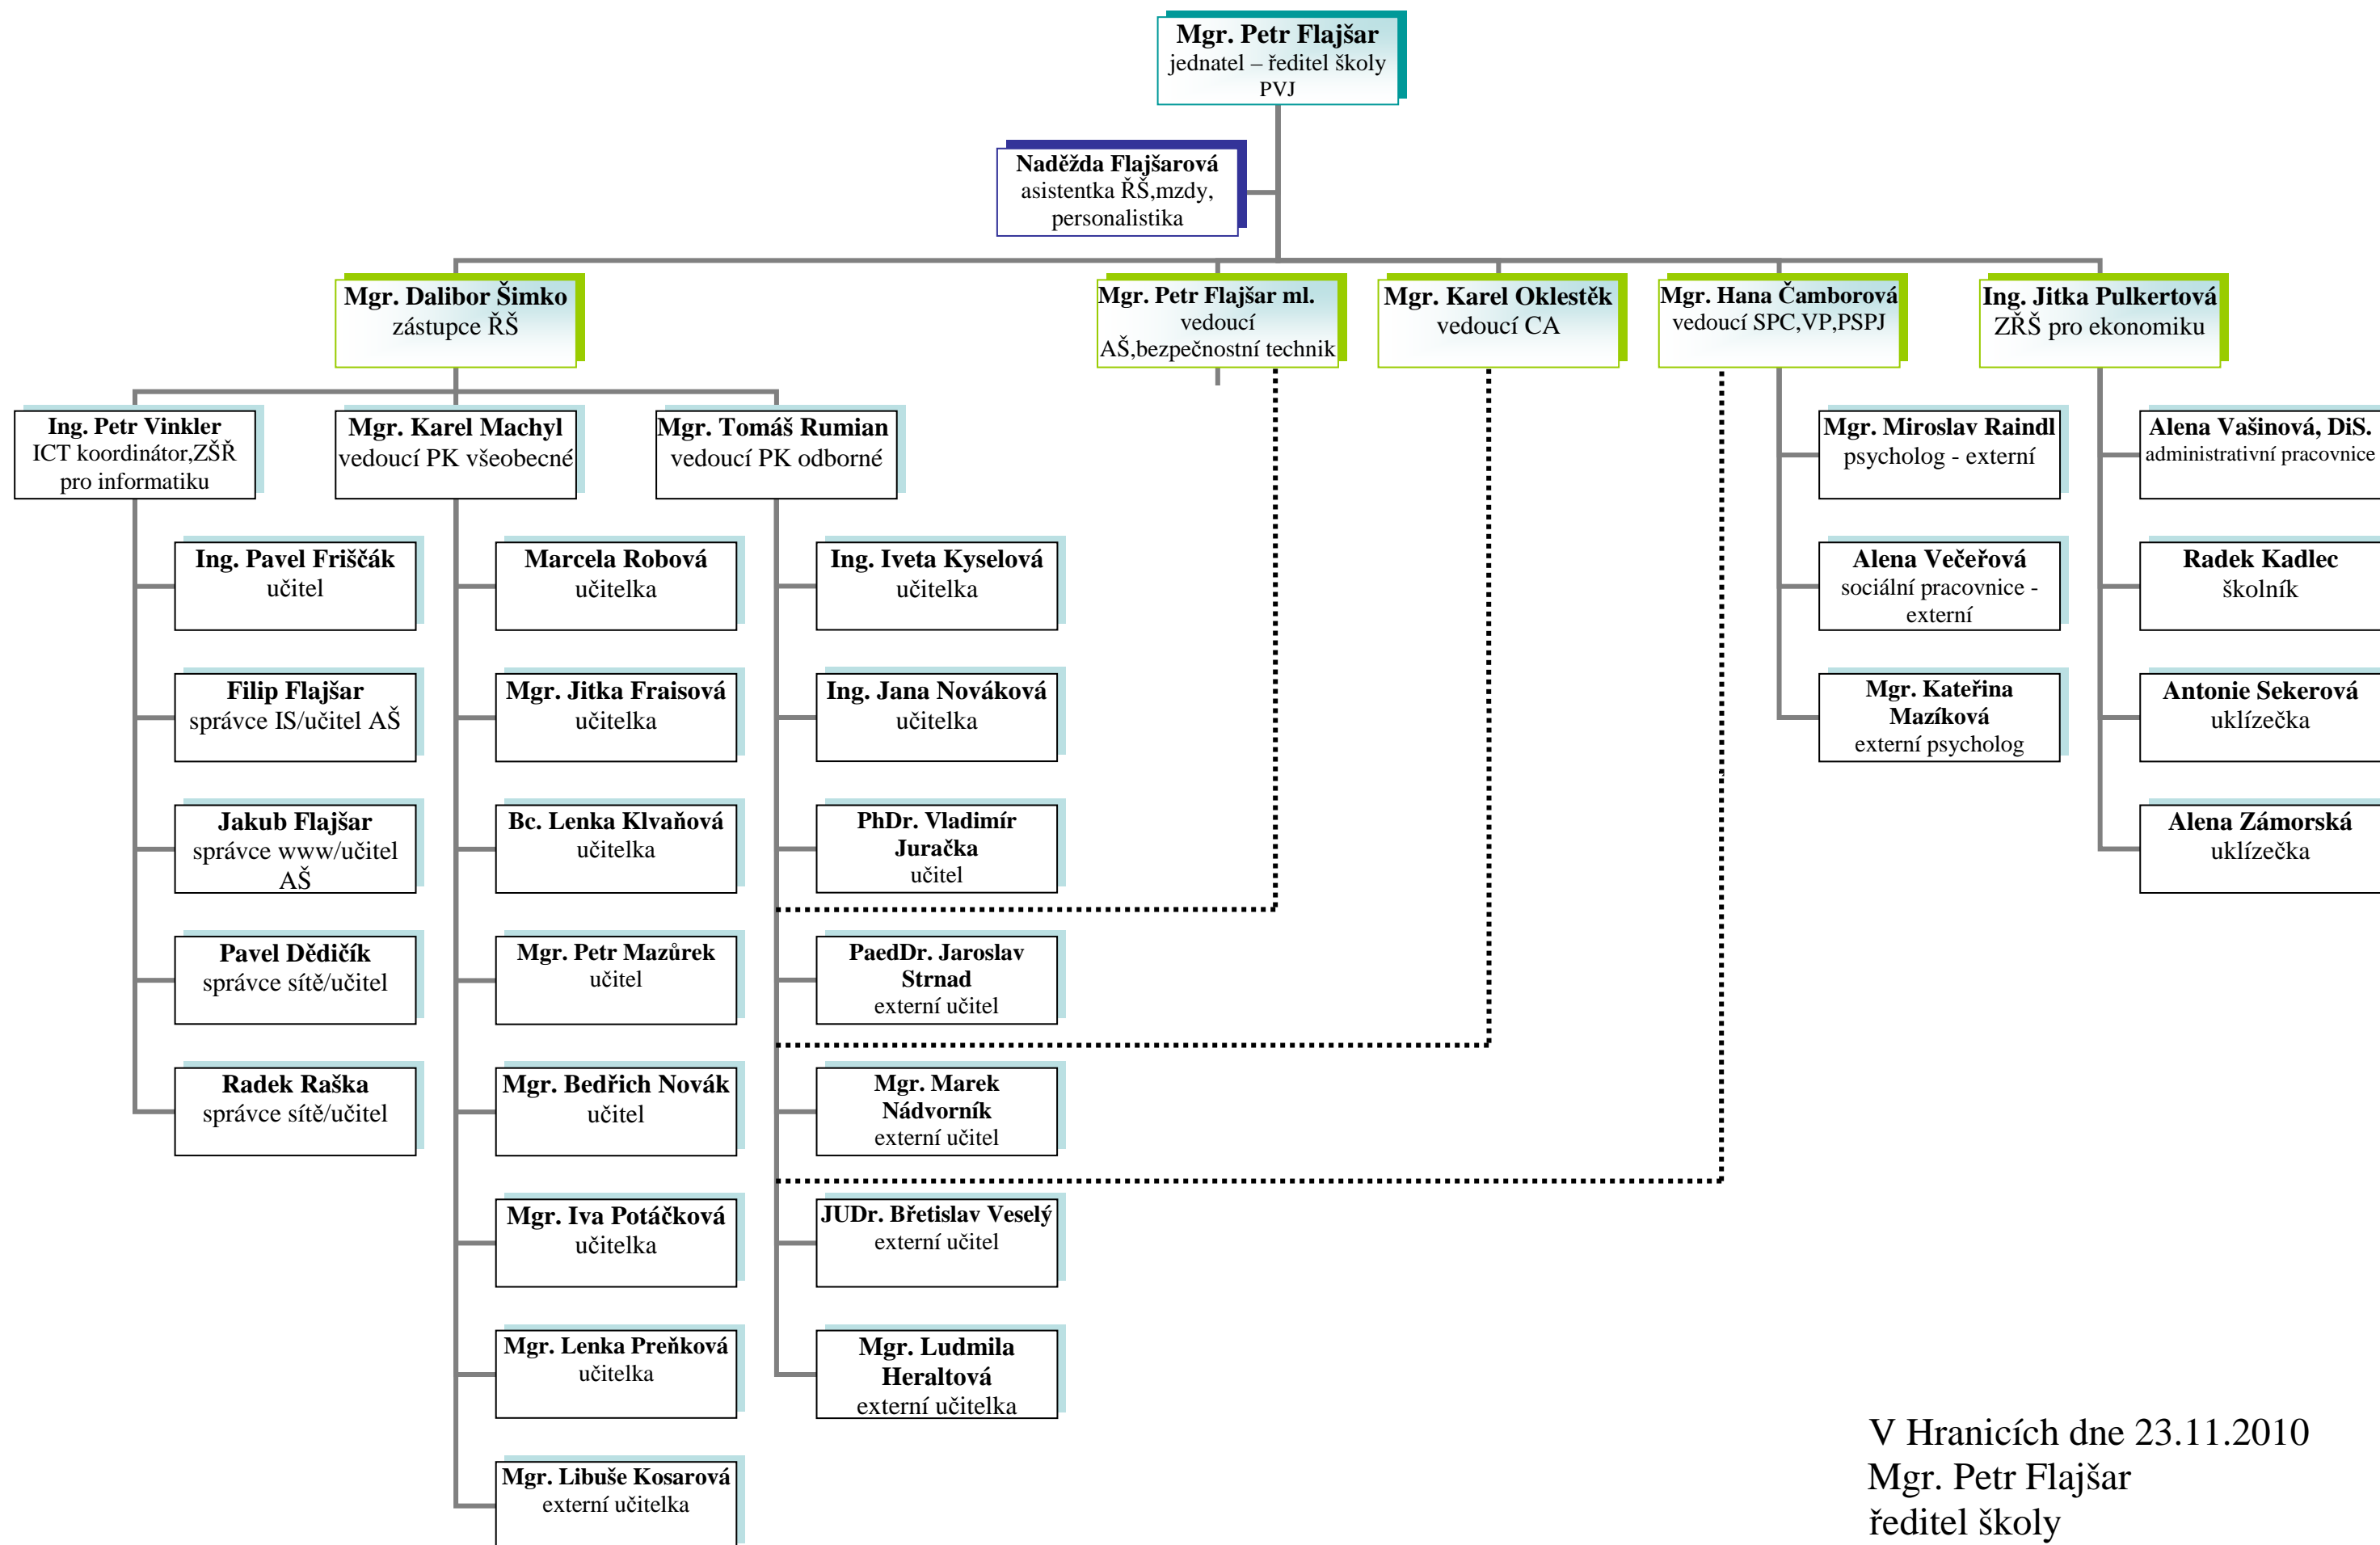 Mgr. Petr Flajšar
jednatel – ředitel školy
PVJ
Naděžda Flajšarová
asistentka ŘŠ,mzdy,
personalistika
Mgr. Dalibor Šimko
zástupce ŘŠ
Mgr. Petr Flajšar ml.
vedoucí
AŠ,bezpečnostní technik
Mgr. Karel Oklestěk
vedoucí CA
Mgr. Hana Čamborová
vedoucí SPC,VP,PSPJ
Ing. Jitka Pulkertová
ZŘŠ pro ekonomiku
Ing. Petr Vinkler
ICT koordinátor,ZŠŘ
pro informatiku
Mgr. Karel Machyl
vedoucí PK všeobecné
Mgr. Tomáš Rumian
vedoucí PK odborné
Mgr. Miroslav Raindl
psycholog - externí
Alena Vašinová, DiS.
administrativní pracovnice
Ing. Pavel Friščák
učitel
Marcela Robová
učitelka
Ing. Iveta Kyselová
učitelka
Alena Večeřová
sociální pracovnice -
externí
Radek Kadlec
školník
Filip Flajšar
správce IS/učitel AŠ
Mgr. Jitka Fraisová
učitelka
Ing. Jana Nováková
učitelka
Mgr. Kateřina
Mazíková
externí psycholog
Antonie Sekerová
uklízečka
Jakub Flajšar
správce www/učitel
AŠ
Bc. Lenka Klvaňová
učitelka
PhDr. Vladimír
Juračka
učitel
Alena Zámorská
uklízečka
Pavel Dědičík
správce sítě/učitel
Mgr. Petr Mazůrek
učitel
PaedDr. Jaroslav
Strnad
externí učitel
Radek Raška
správce sítě/učitel
Mgr. Bedřich Novák
učitel
Mgr. Marek
Nádvorník
externí učitel
Mgr. Iva Potáčková
učitelka
JUDr. Břetislav Veselý
externí učitel
Mgr. Lenka Preňková
učitelka
Mgr. Ludmila
Heraltová
externí učitelka
Mgr. Libuše Kosarová
externí učitelka
V Hranicích dne 23.11.2010
Mgr. Petr Flajšar
ředitel školy